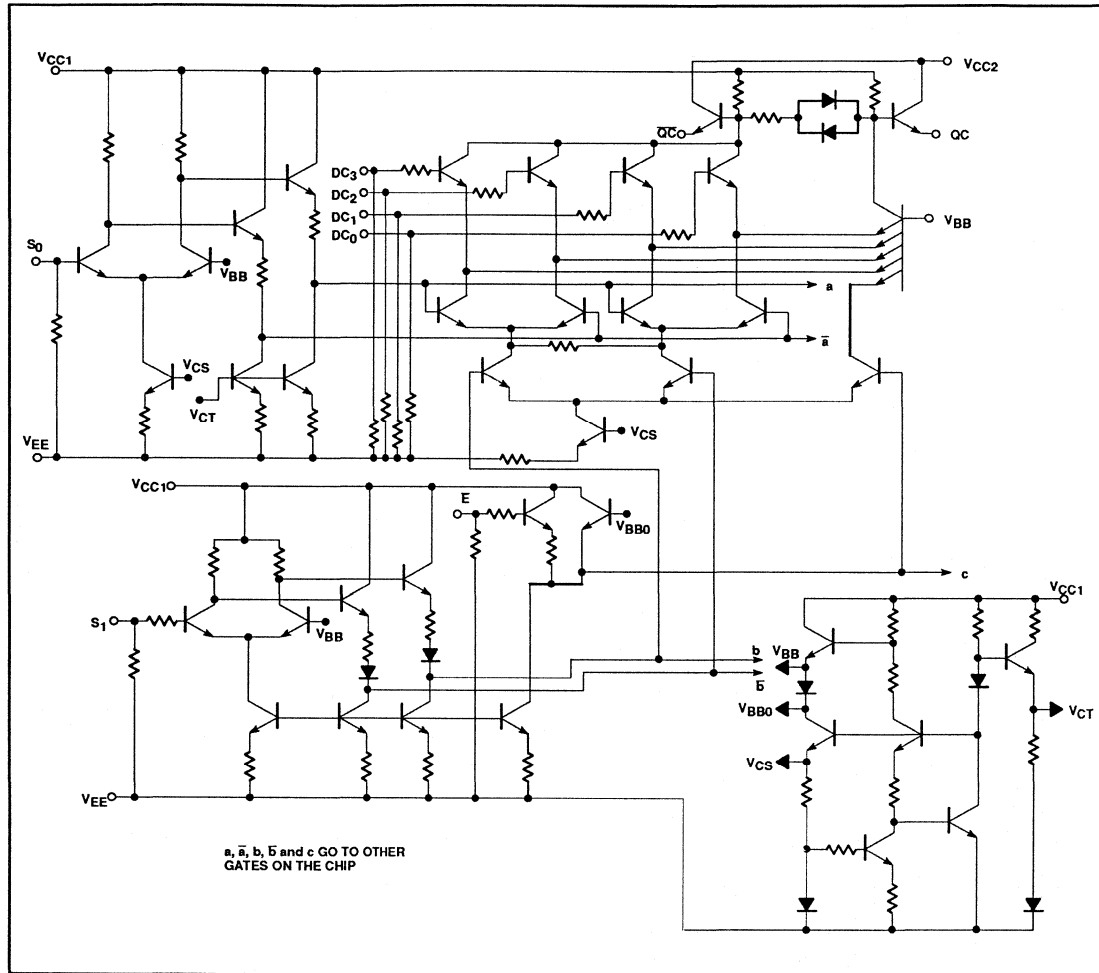 VCC1
VCC2
QC̅
QC
DC3
DC2
DC1
DC0
VBB
S0
VBB
a
a̅
VCS
VCT
VCS
VEE
VCC1
E̅
VBB0
c
VCC1
S1
VBB
b
VBB
b̅
VBB0
VCT
VCS
VEE
a, a̅, b, b̅ and c GO TO OTHER
GATES ON THE CHIP